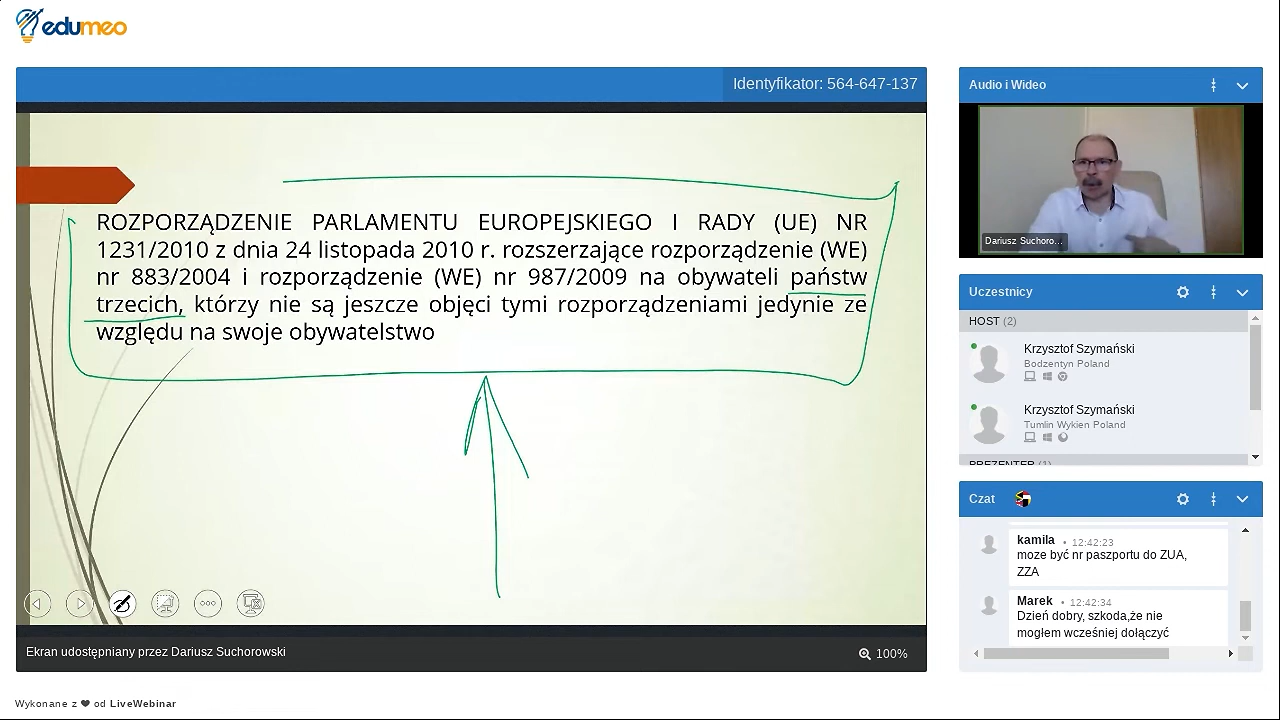 edumeo
Identyfikator: 564-647-137
ROZPORZĄDZENIE PARLAMENTU EUROPEJSKIEGO I RADY (UE) NR
1231/2010 z dnia 24 listopada 2010 r. rozszerzające rozporządzenie (WE)
nr 883/2004 i rozporządzenie (WE) nr 987/2009 na obywateli państw
trzecich, którzy nie są jeszcze objęci tymi rozporządzeniami jedynie ze
względu na swoje obywatelstwo
Ekran udostępniany przez Dariusz Suchorowski
100%
Audio i Wideo
Dariusz Suchoro...
Uczestnicy
HOST (2)
Krzysztof Szymański
Bodzentyn Poland
Krzysztof Szymański
Tumlin Wykien Poland
PREZENTER (1)
Czat
kamila • 12:42:23
moze być nr paszportu do ZUA,
ZZA
Marek • 12:42:34
Dzień dobry, szkoda,że nie
mogłem wcześniej dołączyć
Wykonane z ❤ od LiveWebinar